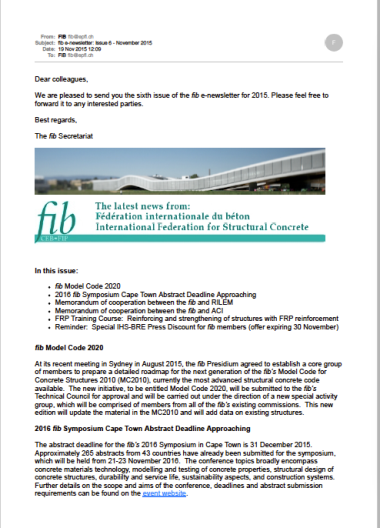 From: FIB fib@epfl.ch
Subject: fib e-newsletter: Issue 6 - November 2015
Date: 19 Nov 2015 12:09
To: FIB fib@epfl.ch
F
Dear colleagues,
We are pleased to send you the sixth issue of the fib e-newsletter for 2015. Please feel free to
forward it to any interested parties.
Best regards,
The fib Secretariat
fib
CEB-FIP
The latest news from:
Fédération internationale du béton
International Federation for Structural Concrete
In this issue:
• fib Model Code 2020
• 2016 fib Symposium Cape Town Abstract Deadline Approaching
• Memorandum of cooperation between the fib and RILEM
• Memorandum of cooperation between the fib and ACI
• FRP Training Course: Reinforcing and strengthening of structures with FRP reinforcement
• Reminder: Special IHS-BRE Press Discount for fib members (offer expiring 30 November)
fib Model Code 2020
At its recent meeting in Sydney in August 2015, the fib Presidium agreed to establish a core group
of members to prepare a detailed roadmap for the next generation of the fib's Model Code for
Concrete Structures 2010 (MC2010), currently the most advanced structural concrete code
available. The new initiative, to be entitled Model Code 2020, will be submitted to the fib's
Technical Council for approval and will be carried out under the direction of a new special activity
group, which will be comprised of members from all of the fib's existing commissions. This new
edition will update the material in the MC2010 and will add data on existing structures.
2016 fib Symposium Cape Town Abstract Deadline Approaching
The abstract deadline for the fib's 2016 Symposium in Cape Town is 31 December 2015.
Approximately 265 abstracts from 43 countries have already been submitted for the symposium,
which will be held from 21-23 November 2016. The conference topics broadly encompass
concrete materials technology, modelling and testing of concrete properties, structural design of
concrete structures, durability and service life, sustainability aspects, and construction systems.
Further details on the scope and aims of the conference, deadlines and abstract submission
requirements can be found on the event website.